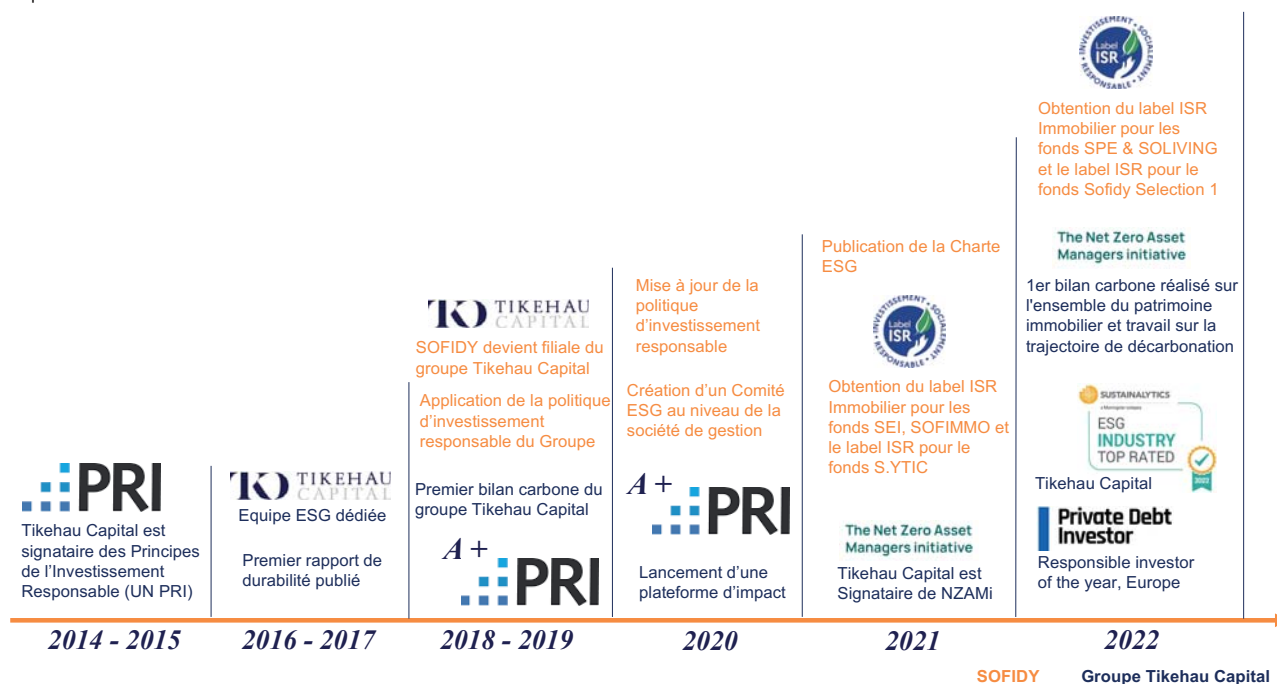 PRI
Tikehau Capital est
signataire des Principes
de l'Investissement
Responsable (UN PRI)
2014 - 2015
TIKEHAU
CAPITAL
Equipe ESG dédiée
Premier rapport de
durabilité publié
2016 - 2017
TIKEHAU
CAPITAL
SOFIDY devient filiale du
groupe Tikehau Capital
Application de la politique
d'investissement
responsable du Groupe
Premier bilan carbone du
groupe Tikehau Capital
A +
PRI
2018 - 2019
Mise à jour de la
politique
d'investissement
responsable
Création d'un Comité
ESG au niveau de la
société de gestion
A +
PRI
Lancement d'une
plateforme d'impact
2020
Publication de la Charte
ESG
INVESTISSEMENT SOCIALEMENT RESPONSABLE
Label
ISR
Obtention du label ISR
Immobilier pour les
fonds SEI, SOFIMMO et
le label ISR pour le
fonds S.YTIC
The Net Zero Asset
Managers initiative
Tikehau Capital est
Signataire de NZAMi
2021
INVESTISSEMENT SOCIALEMENT RESPONSABLE
Label
ISR
Obtention du label ISR
Immobilier pour les
fonds SPE & SOLIVING
et le label ISR pour le
fonds Sofidy Selection 1
The Net Zero Asset
Managers initiative
1er bilan carbone réalisé sur
l'ensemble du patrimoine
immobilier et travail sur la
trajectoire de décarbonation
SUSTAINALYTICS
a Morningstar company
ESG
INDUSTRY
TOP RATED
2022
Tikehau Capital
Private Debt
Investor
Responsible investor
of the year, Europe
2022
SOFIDY
Groupe Tikehau Capital